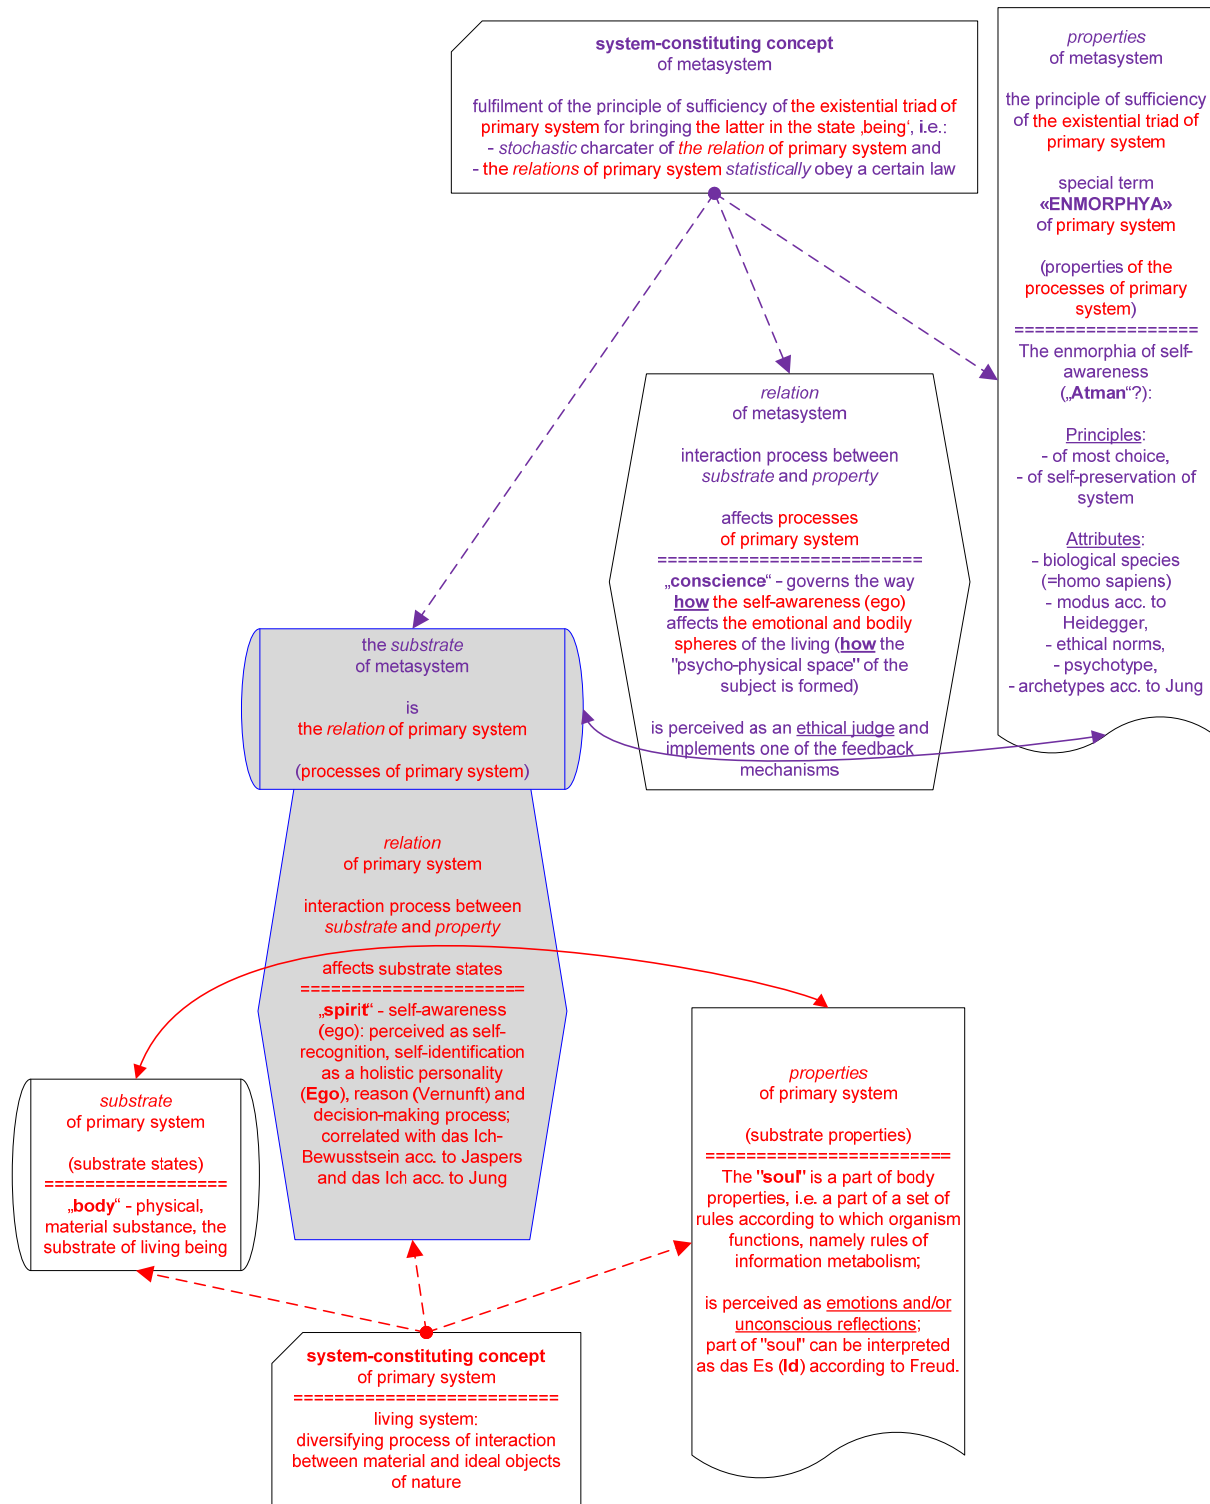 system-constituting concept
of metasystem
fulfilment of the principle of sufficiency of the existential triad of
primary system for bringing the latter in the state ‚being‘, i.e.:
- stochastic charcater of the relation of primary system and
- the relations of primary system statistically obey a certain law
properties
of metasystem
the principle of sufficiency
of the existential triad of
primary system
special term
«ENMORPHYA»
of primary system
(properties of the
processes of primary
system)
==================
The enmorphia of self-
awareness
(„Atman“?):
Principles:
- of most choice,
- of self-preservation of
system
Attributes:
- biological species
(=homo sapiens)
- modus acc. to
Heidegger,
- ethical norms,
- psychotype,
- archetypes acc. to Jung
relation
of metasystem
interaction process between
substrate and property
affects processes
of primary system
==========================
„conscience“ - governs the way
how the self-awareness (ego)
affects the emotional and bodily
spheres of the living (how the
"psycho-physical space" of the
subject is formed)
is perceived as an ethical judge and
implements one of the feedback
mechanisms
the substrate
of metasystem
is
the relation of primary system
(processes of primary system)
relation
of primary system
interaction process between
substrate and property
affects substrate states
======================
„spirit“ - self-awareness
(ego): perceived as self-
recognition, self-identification
as a holistic personality
(Ego), reason (Vernunft) and
decision-making process;
correlated with das Ich-
Bewusstsein acc. to Jaspers
and das Ich acc. to Jung
substrate
of primary system
(substrate states)
==================
„body“ - physical,
material substance, the
substrate of living being
properties
of primary system
(substrate properties)
========================
The "soul" is a part of body
properties, i.e. a part of a set of
rules according to which organism
functions, namely rules of
information metabolism;
is perceived as emotions and/or
unconscious reflections;
part of "soul" can be interpreted
as das Es (Id) according to Freud.
system-constituting concept
of primary system
==========================
living system:
diversifying process of interaction
between material and ideal objects
of nature